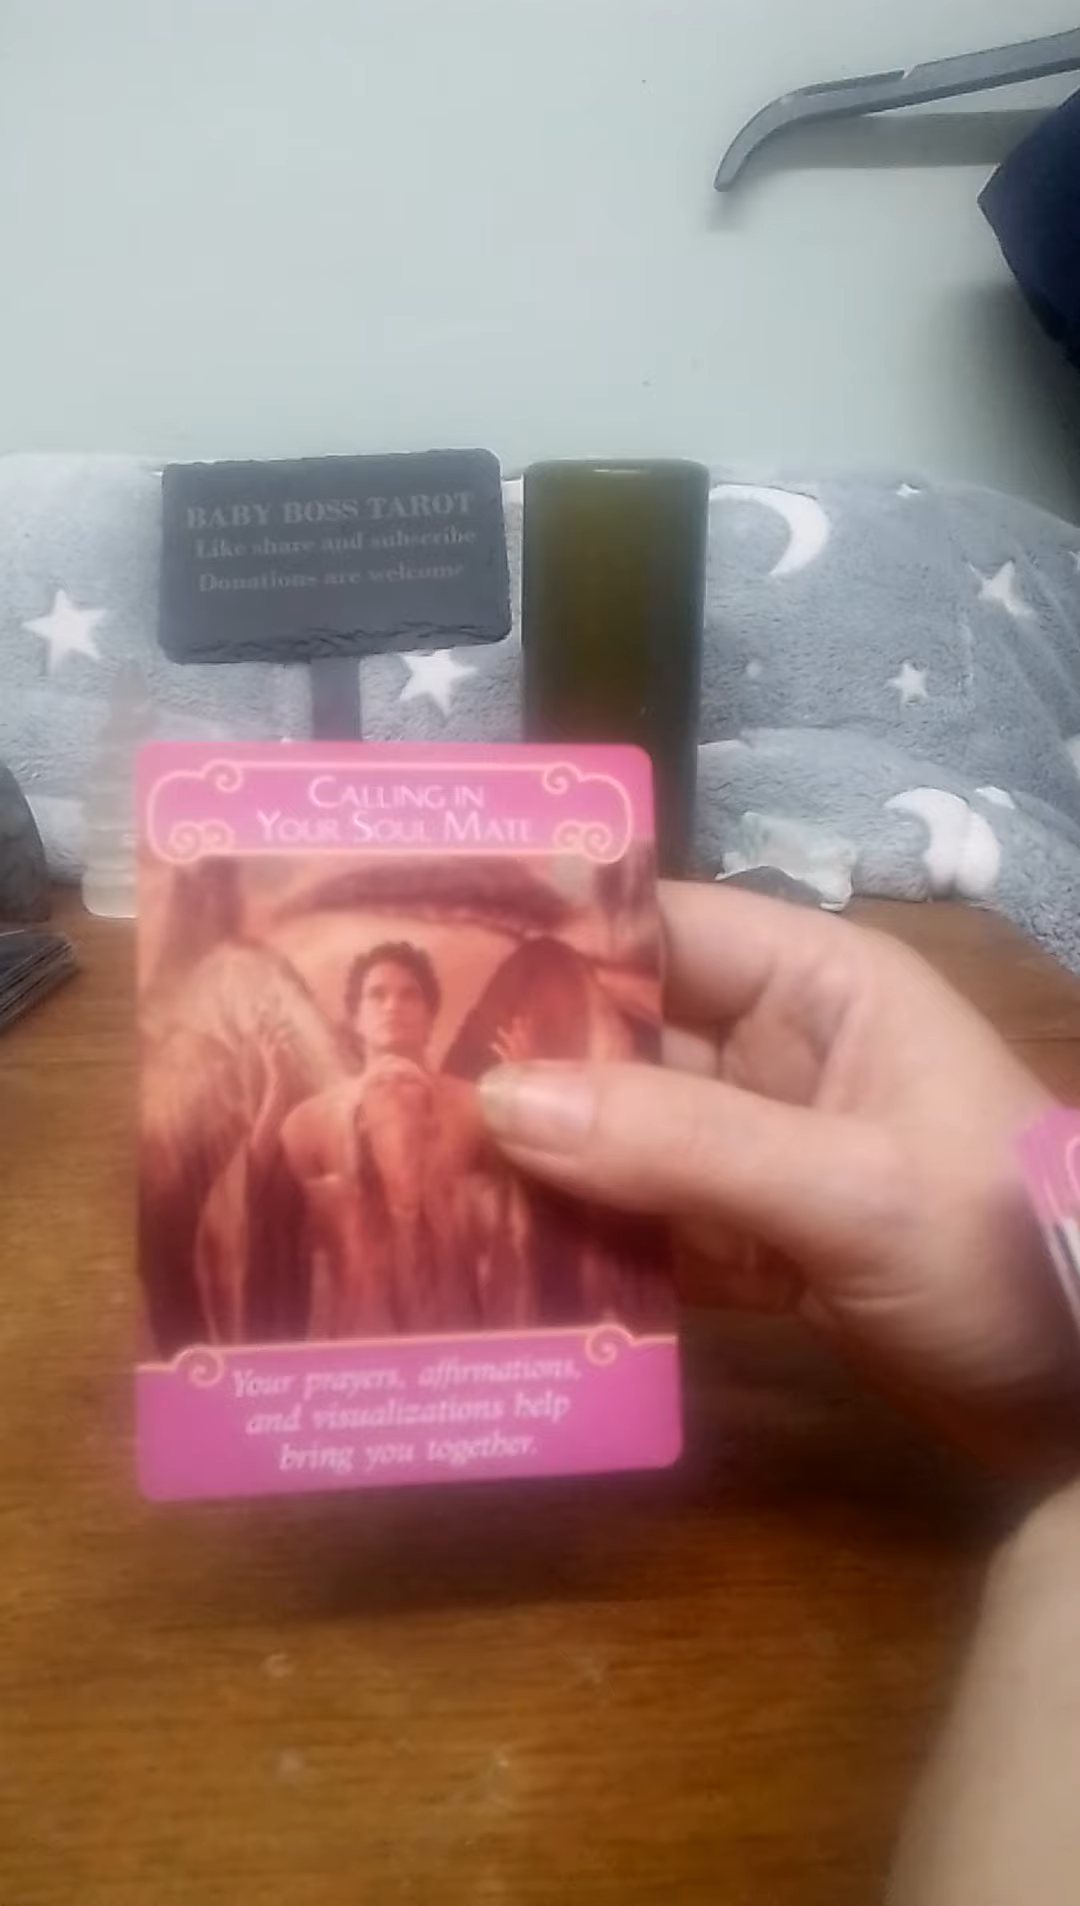 BABY BOSS TAROT
Like share and subscribe
Donations are welcome
CALLING IN
YOUR SOUL MATE
Your prayers, affirmations,
and visualizations help
bring you together.